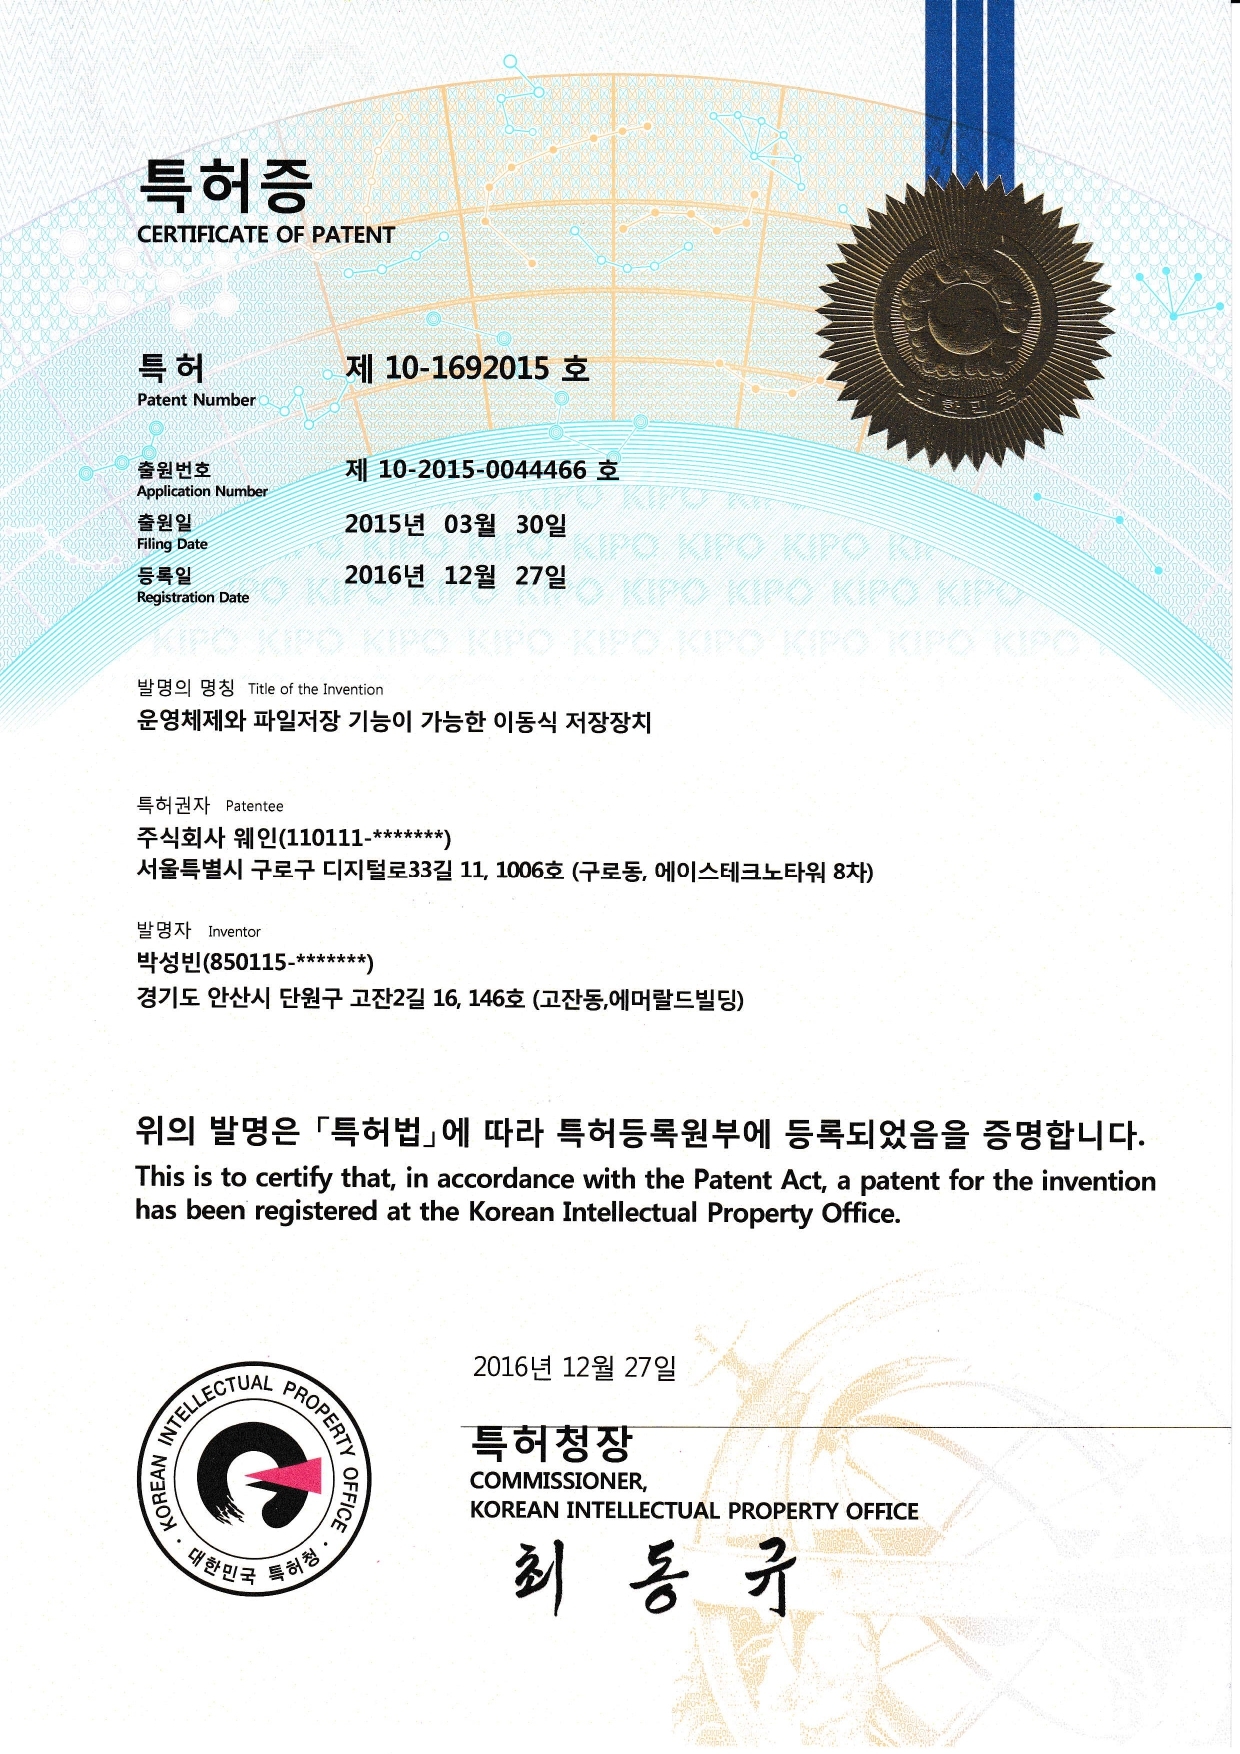 특허증
CERTIFICATE OF PATENT
특 허 제 10-1692015 호
Patent Number
출원번호 제 10-2015-0044466 호
Application Number
출원일 2015년 03월 30일
Filing Date
등록일 2016년 12월 27일
Registration Date
KIPO KIPO KIPO KIPO KIPO KIPO KIPO KIPO KIPO
발명의 명칭 Title of the Invention
운영체제와 파일저장 기능이 가능한 이동식 저장장치
특허권자 Patentee
주식회사 웨인(110111-*******)
서울특별시 구로구 디지털로33길 11, 1006호 (구로동, 에이스테크노타워 8차)
발명자 Inventor
박성빈(850115-*******)
경기도 안산시 단원구 고잔2길 16, 146호 (고잔동,에머랄드빌딩)
위의 발명은 「특허법」에 따라 특허등록원부에 등록되었음을 증명합니다.
This is to certify that, in accordance with the Patent Act, a patent for the invention
has been registered at the Korean Intellectual Property Office.
2016년 12월 27일
특허청장
COMMISSIONER,
KOREAN INTELLECTUAL PROPERTY OFFICE
최 동 규
KOREAN INTELLECTUAL PROPERTY OFFICE
· 대한민국 특허청 ·